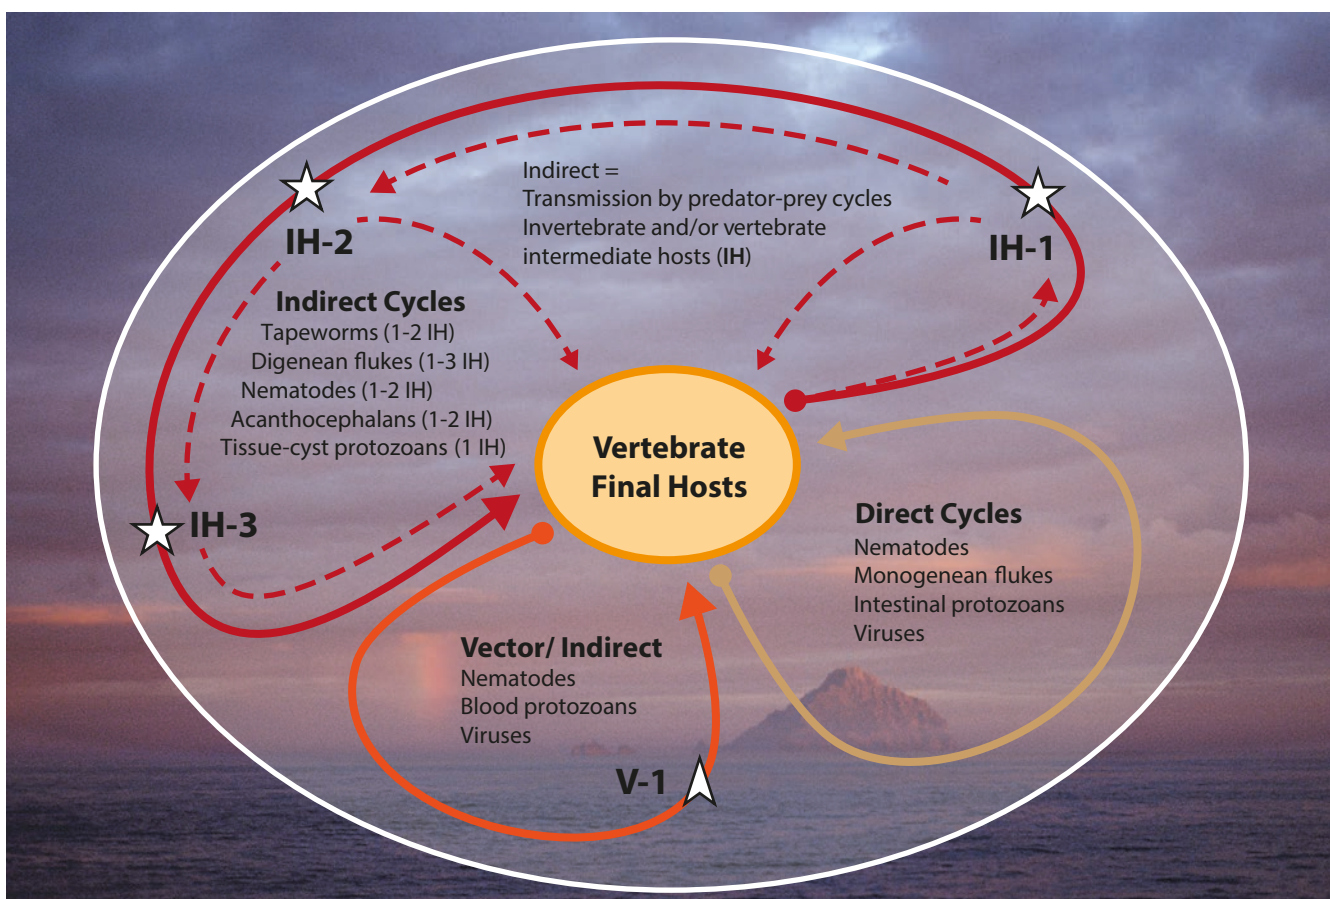 Indirect =
Transmission by predator-prey cycles
Invertebrate and/or vertebrate
intermediate hosts (IH)
IH-2
IH-1
Indirect Cycles
Tapeworms (1-2 IH)
Digenean flukes (1-3 IH)
Nematodes (1-2 IH)
Acanthocephalans (1-2 IH)
Tissue-cyst protozoans (1 IH)
IH-3
Vertebrate
Final Hosts
Direct Cycles
Nematodes
Monogenean flukes
Intestinal protozoans
Viruses
Vector/ Indirect
Nematodes
Blood protozoans
Viruses
V-1